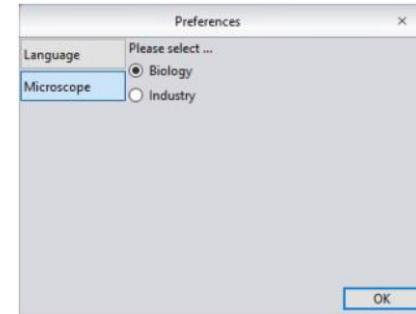 Preferences ×
Language
Microscope
Please select ...
Biology
Industry
OK